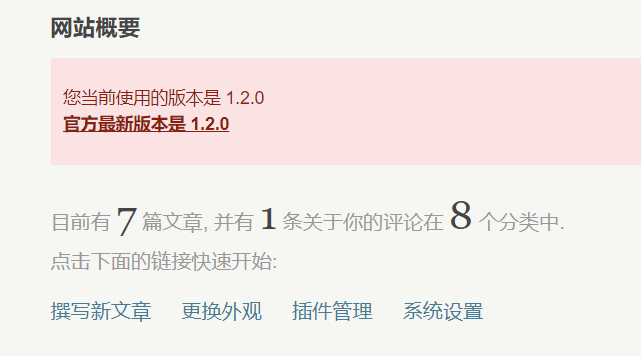 网站概要
您当前使用的版本是 1.2.0
官方最新版本是 1.2.0
目前有 7 篇文章, 并有 1 条关于你的评论在 8 个分类中.
点击下面的链接快速开始:
撰写新文章 更换外观 插件管理 系统设置